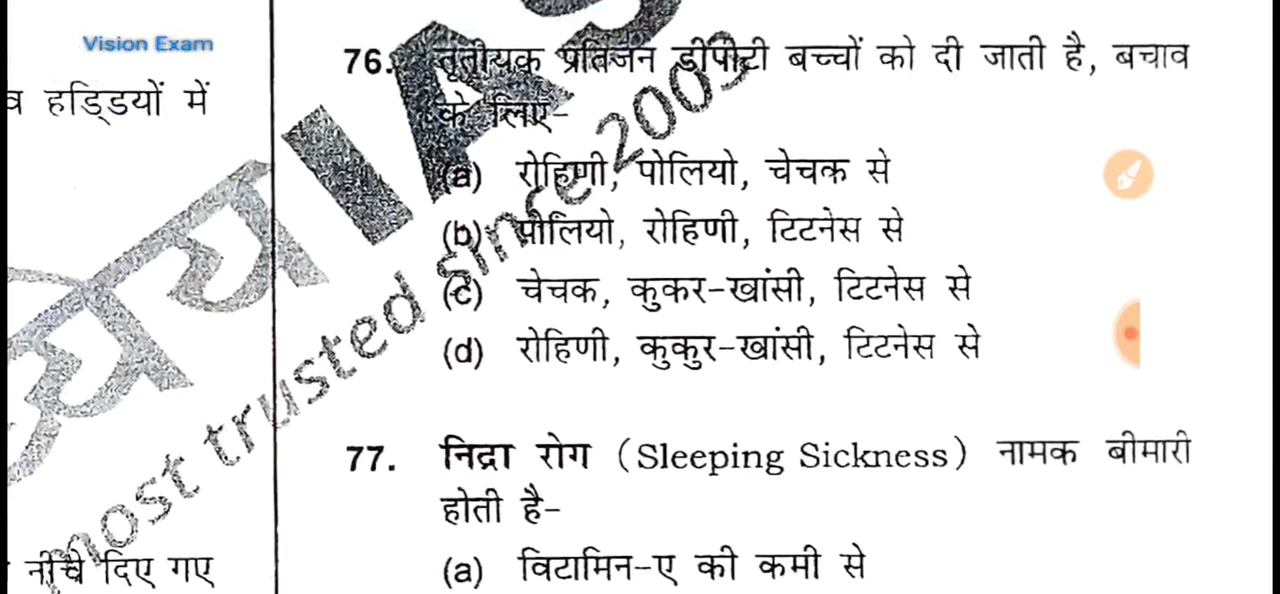 Vision Exam
व हड्डियों में
नीचे दिए गए
76. तृतीयक प्रतिजन डीपीटी बच्चों को दी जाती है, बचाव
के लिए-
(a) रोहिणी, पोलियो, चेचक से
(b) पोलियो, रोहिणी, टिटनेस से
(c) चेचक, कुकर-खांसी, टिटनेस से
(d) रोहिणी, कुकुर-खांसी, टिटनेस से
77. निद्रा रोग (Sleeping Sickness) नामक बीमारी
होती है-
(a) विटामिन-ए की कमी से
ध्येय IAS
most trusted since 2003